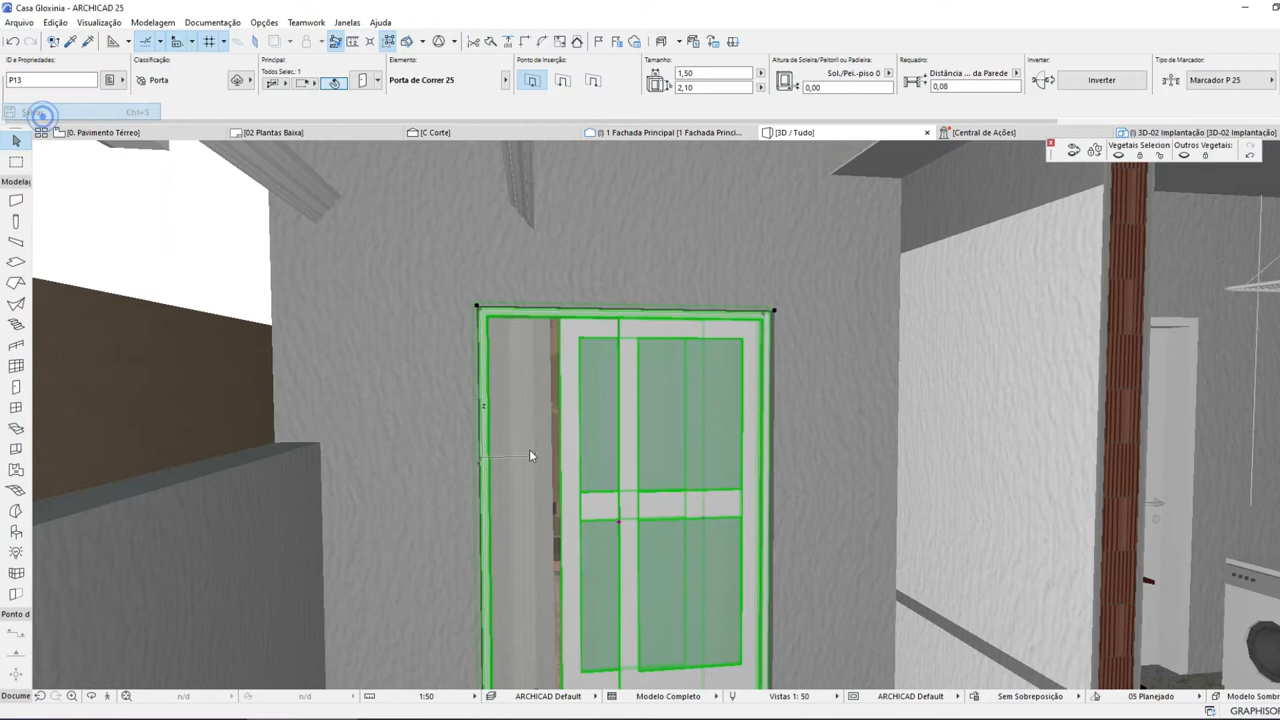 Casa Gloxinia - ARCHICAD 25
Arquivo Edição Visualização Modelagem Documentação Opções Teamwork Janelas Ajuda
ID e Propriedades: Classificação: Principal: Elemento: Ponto de Inserção: Tamanho: Altura de Soleira/Peitoril ou Padieira: Requadro: Inverter: Tipo de Marcador:
Todos Selec.: 1
P13 Porta Porta de Correr 25 1,50 Sol./Pei.-piso 0 Distância ... da Parede Inverter Marcador P 25
2,10 0,00 0,08
Ctrl+S
[0. Pavimento Térreo] [02 Plantas Baixa] [C Corte] (!) 1 Fachada Principal [1 Fachada Princi... [3D / Tudo] [Central de Ações] (!) 3D-02 Implantação [3D-02 Implantação]
Vegetais Selecion Outros Vegetais:
Modelaç
z
Ponto d
Docume n/d n/d 1:50 ARCHICAD Default Modelo Completo Vistas 1: 50 ARCHICAD Default Sem Sobreposição 05 Planejado Modelo Sombr
GRAPHISOF